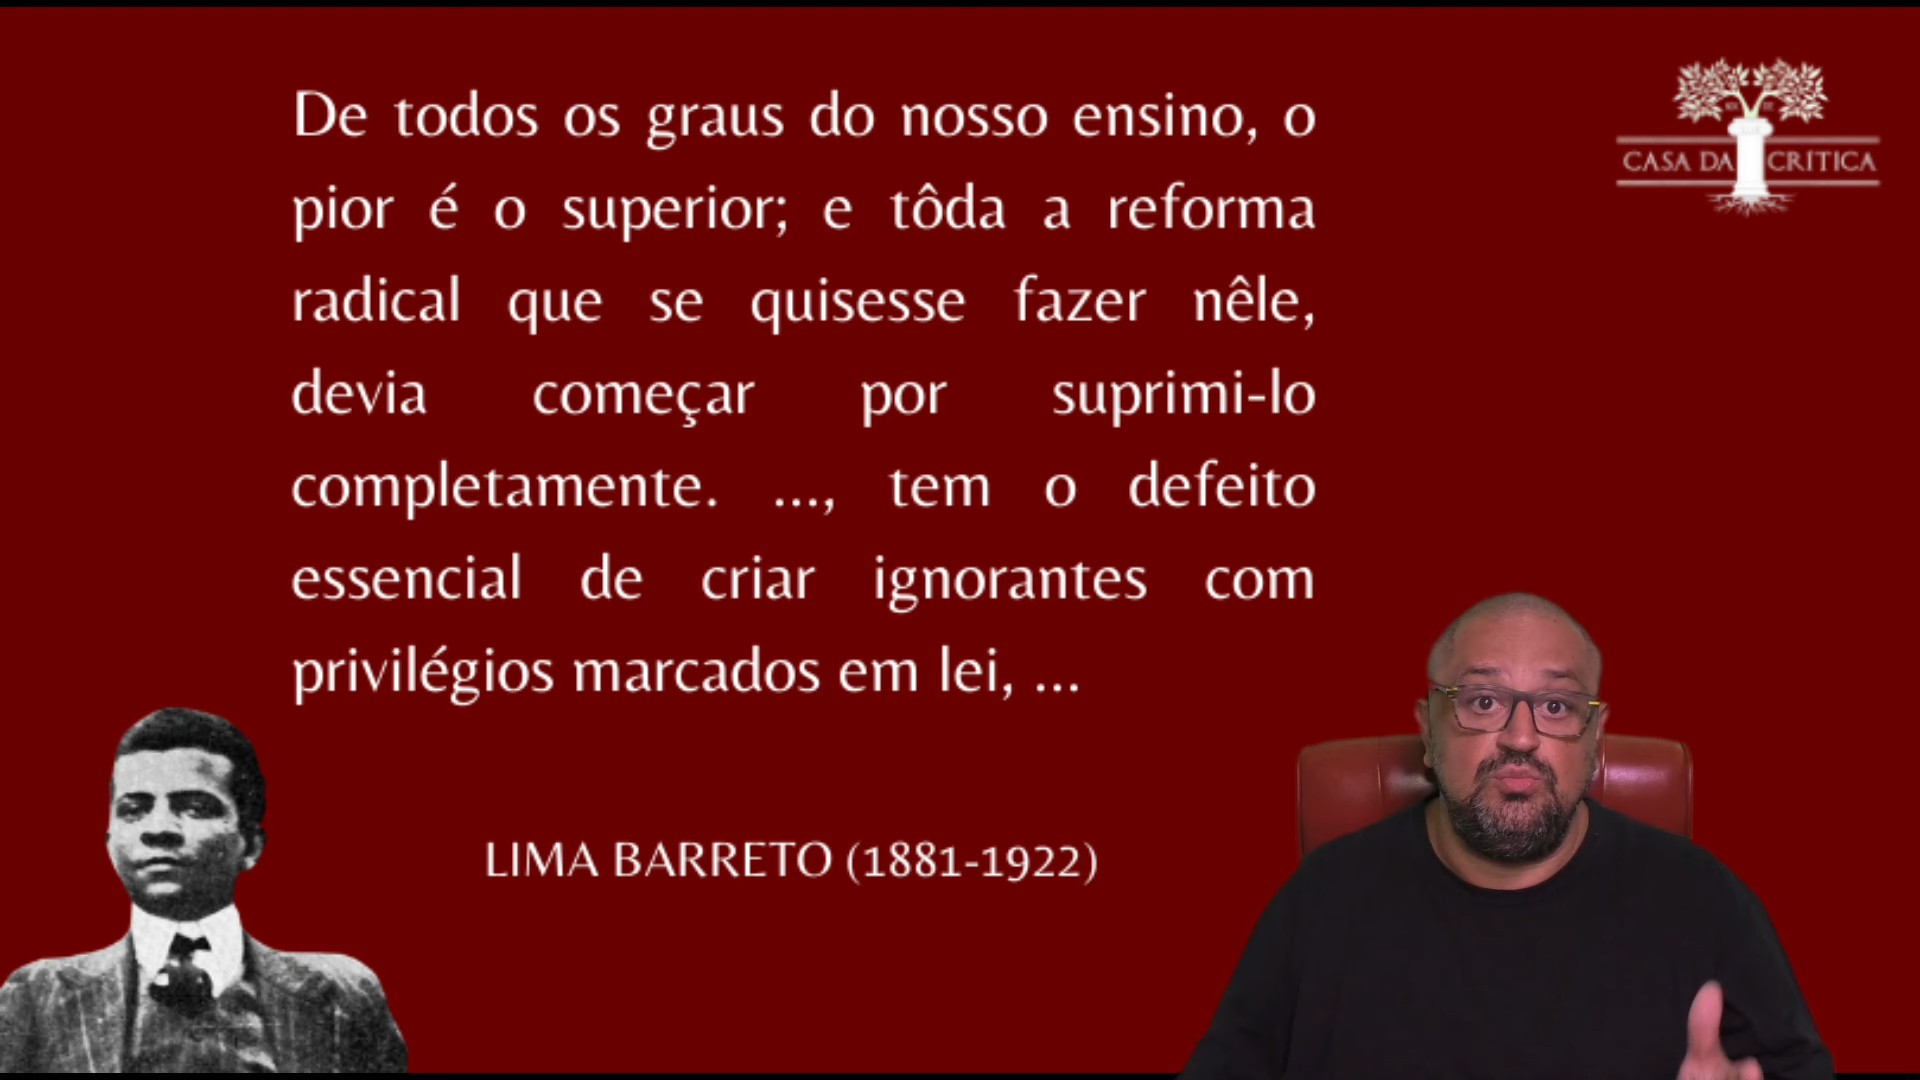 De todos os graus do nosso ensino, o
pior é o superior; e tôda a reforma
radical que se quisesse fazer nêle,
devia começar por suprimi-lo
completamente. ..., tem o defeito
essencial de criar ignorantes com
privilégios marcados em lei, ...
LIMA BARRETO (1881-1922)
CASA DA CRÍTICA